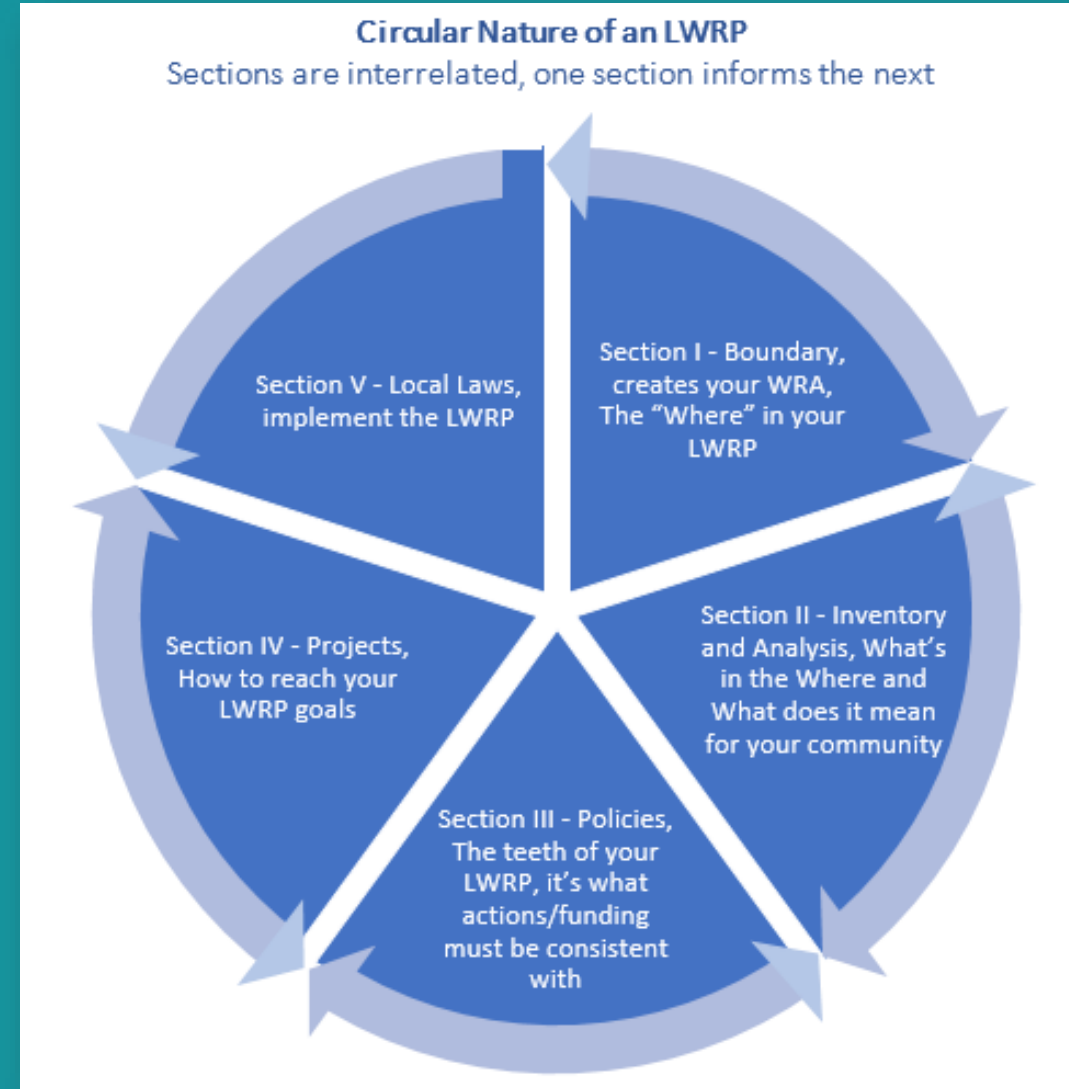 Circular Nature of an LWRP
Sections are interrelated, one section informs the next
Section I - Boundary,
creates your WRA,
The “Where” in your
LWRP
Section II - Inventory
and Analysis, What’s
in the Where and
What does it mean
for your community
Section III - Policies,
The teeth of your
LWRP, it’s what
actions/funding
must be consistent
with
Section IV - Projects,
How to reach your
LWRP goals
Section V - Local Laws,
implement the LWRP